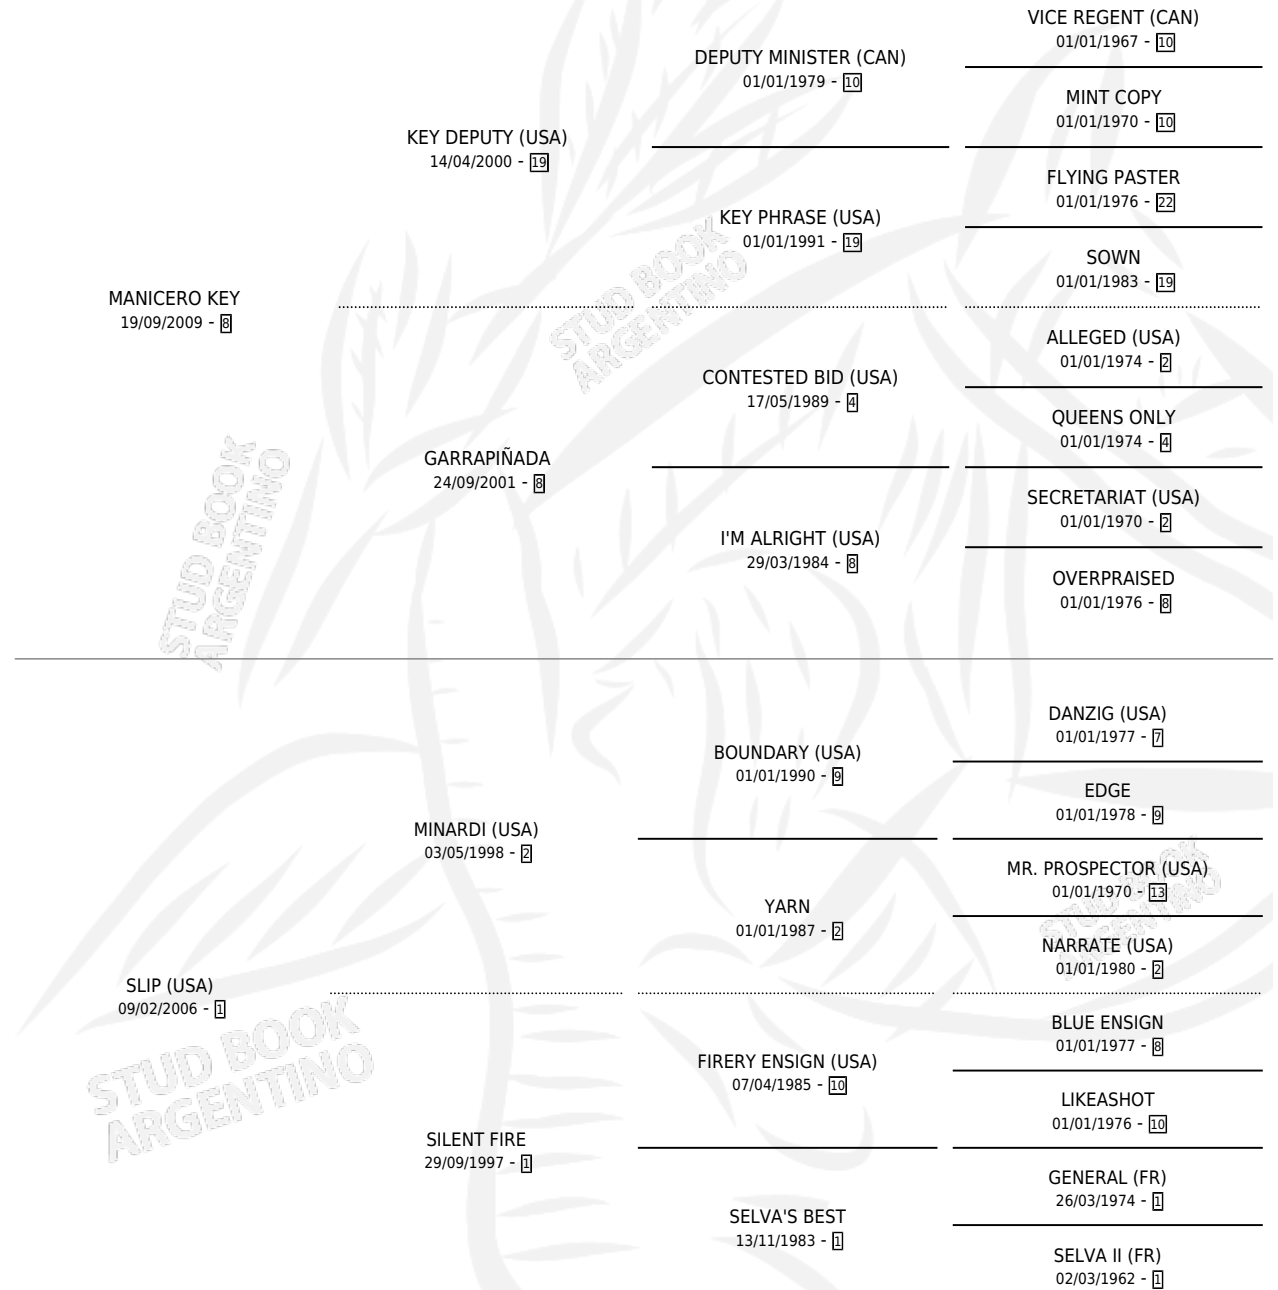 VICE REGENT (CAN)
01/01/1967 - 10
DEPUTY MINISTER (CAN)
01/01/1979 - 10
MINT COPY
01/01/1970 - 10
KEY DEPUTY (USA)
14/04/2000 - 19
FLYING PASTER
01/01/1976 - 22
KEY PHRASE (USA)
01/01/1991 - 19
SOWN
01/01/1983 - 19
MANICERO KEY
19/09/2009 - 8
ALLEGED (USA)
01/01/1974 - 2
CONTESTED BID (USA)
17/05/1989 - 4
QUEENS ONLY
01/01/1974 - 4
GARRAPIÑADA
24/09/2001 - 8
SECRETARIAT (USA)
01/01/1970 - 2
I'M ALRIGHT (USA)
29/03/1984 - 8
OVERPRAISED
01/01/1976 - 8
DANZIG (USA)
01/01/1977 - 7
BOUNDARY (USA)
01/01/1990 - 9
EDGE
01/01/1978 - 9
MINARDI (USA)
03/05/1998 - 2
MR. PROSPECTOR (USA)
01/01/1970 - 13
YARN
01/01/1987 - 2
NARRATE (USA)
01/01/1980 - 2
SLIP (USA)
09/02/2006 - 1
BLUE ENSIGN
01/01/1977 - 8
FIRERY ENSIGN (USA)
07/04/1985 - 10
LIKEASHOT
01/01/1976 - 10
SILENT FIRE
29/09/1997 - 1
GENERAL (FR)
26/03/1974 - 1
SELVA'S BEST
13/11/1983 - 1
SELVA II (FR)
02/03/1962 - 1
STUD BOOK
ARGENTINO
STUD BOOK
ARGENTINO
STUD BOOK
ARGENTINO
STUD BOOK
ARGENTINO